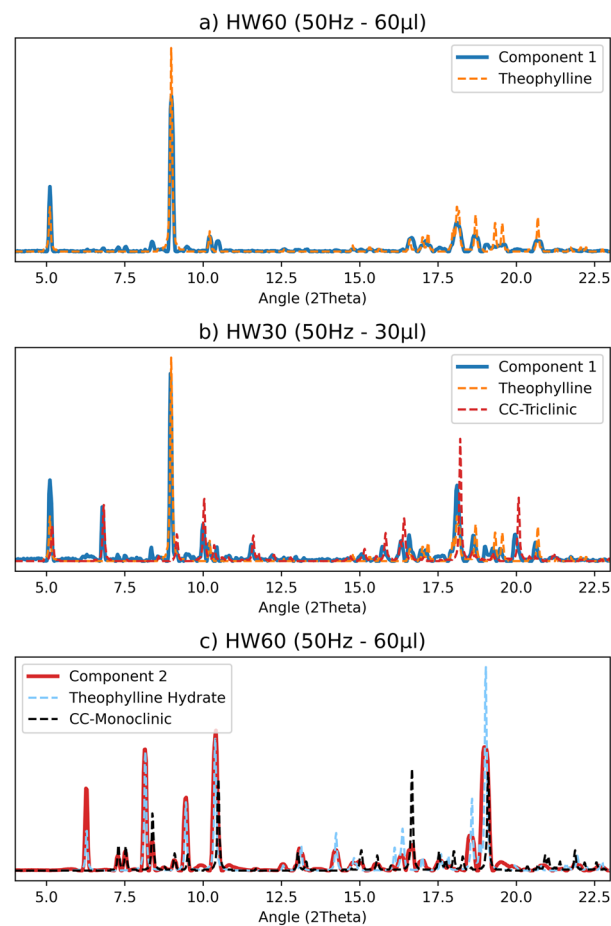 a) HW60 (50Hz - 60µl)
Component 1
Theophylline
5.0 7.5 10.0 12.5 15.0 17.5 20.0 22.5
Angle (2Theta)
b) HW30 (50Hz - 30µl)
Component 1
Theophylline
CC-Triclinic
5.0 7.5 10.0 12.5 15.0 17.5 20.0 22.5
Angle (2Theta)
c) HW60 (50Hz - 60µl)
Component 2
Theophylline Hydrate
CC-Monoclinic
5.0 7.5 10.0 12.5 15.0 17.5 20.0 22.5
Angle (2Theta)